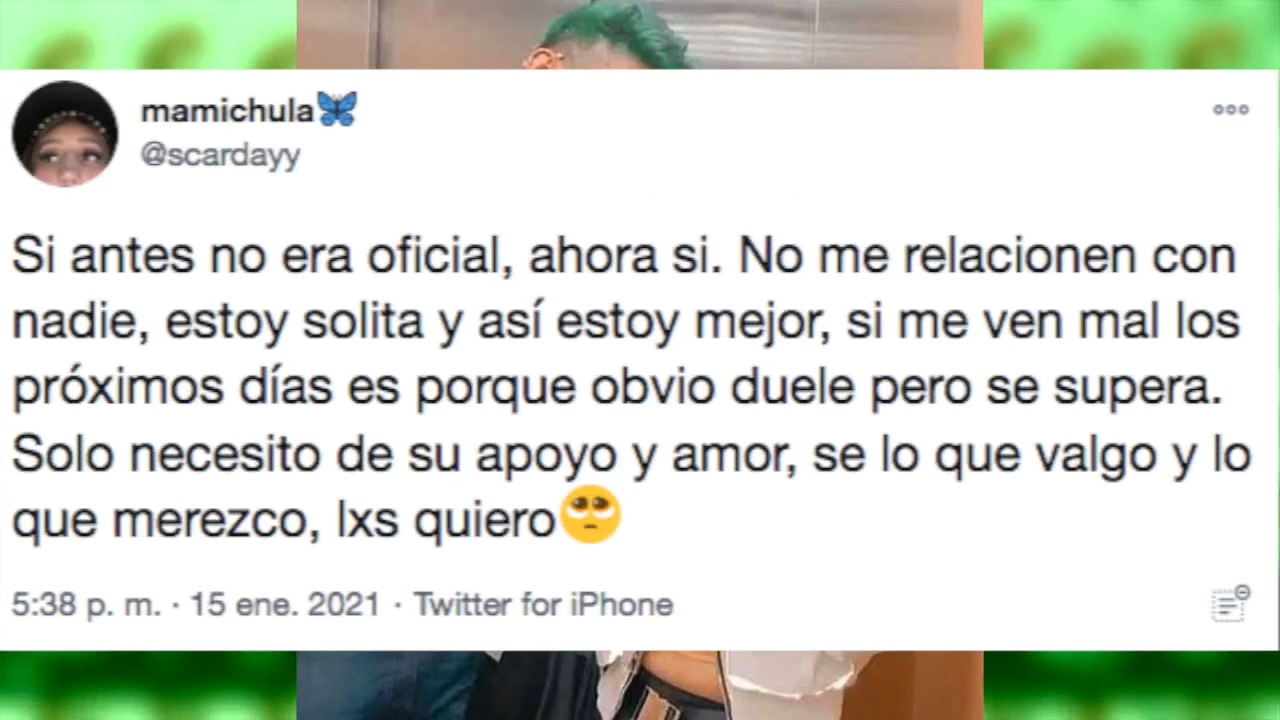 mamichula🦋
@scardayy
Si antes no era oficial, ahora si. No me relacionen con
nadie, estoy solita y así estoy mejor, si me ven mal los
próximos días es porque obvio duele pero se supera.
Solo necesito de su apoyo y amor, se lo que valgo y lo
que merezco, lxs quiero🥺
5:38 p. m. · 15 ene. 2021 · Twitter for iPhone